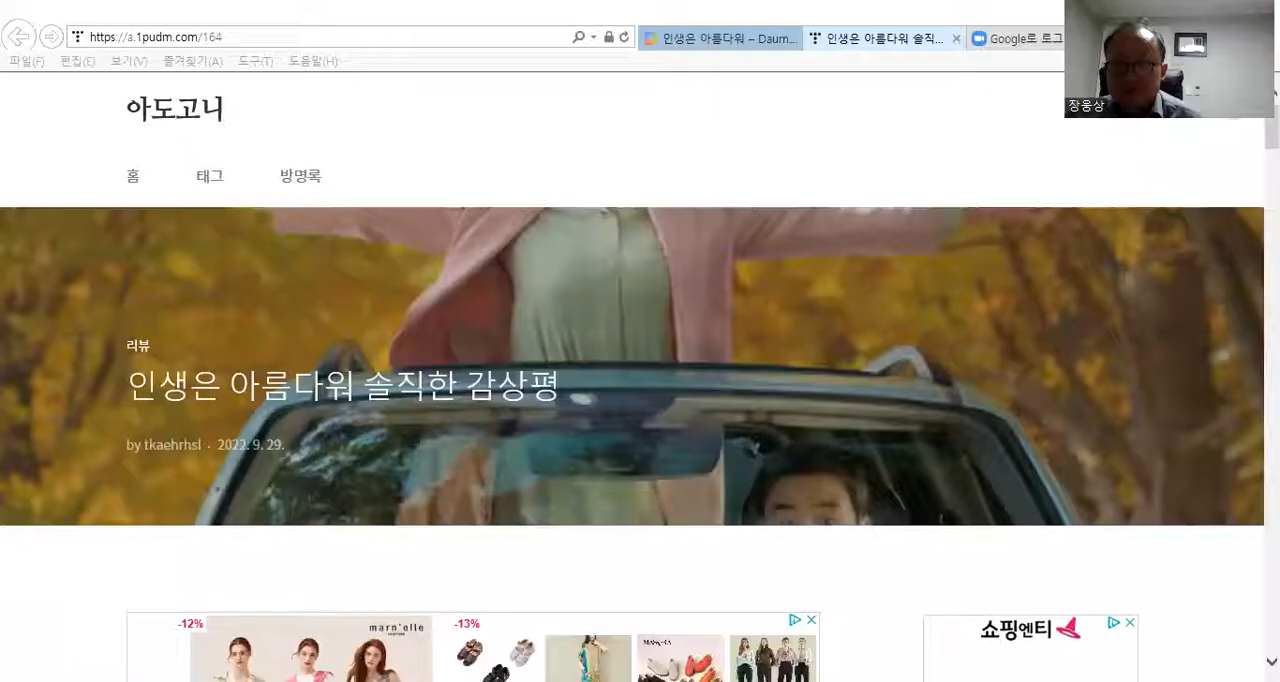 https://a.1pudm.com/164
인생은 아름다워 – Daum...
인생은 아름다워 솔직...
Google로 로그
파일(F) 편집(E) 보기(V) 즐겨찾기(A) 도구(T) 도움말(H)
장웅상
아도고니
홈
태그
방명록
리뷰
인생은 아름다워 솔직한 감상평
by tkaehrhsl · 2022. 9. 29.
-12%
marn'elle
-13%
쇼핑엔티